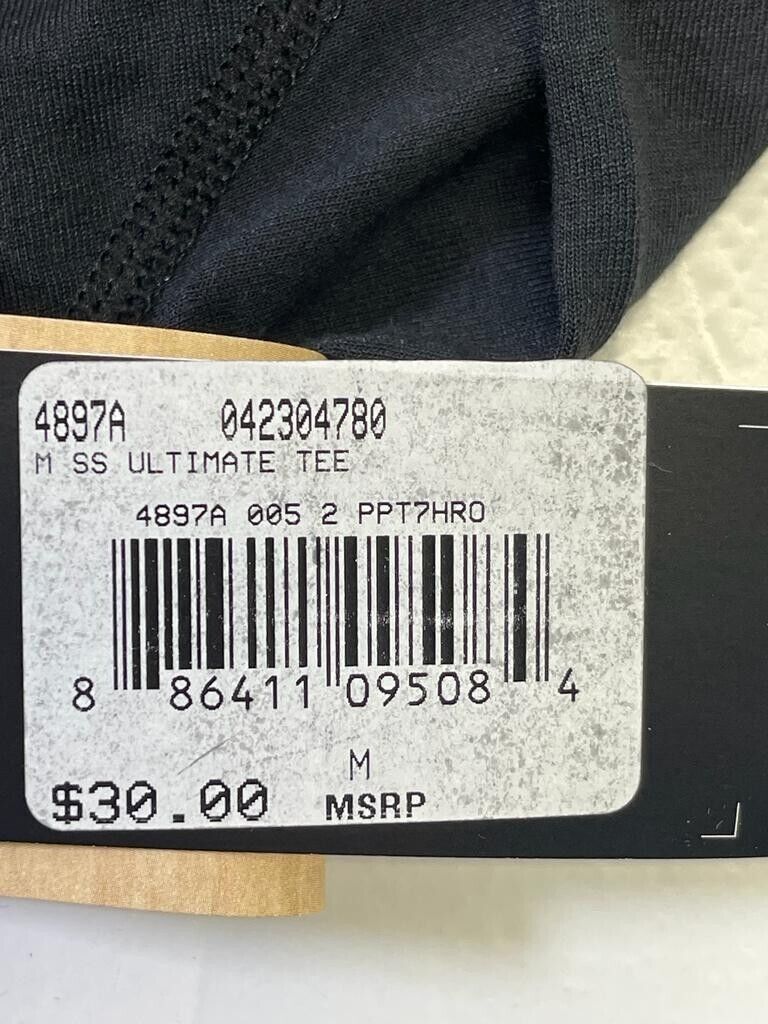 4897A 042304780
M SS ULTIMATE TEE
4897A 005 2 PPT7HRO
8 86411 09508 4
M
$30.00 MSRP